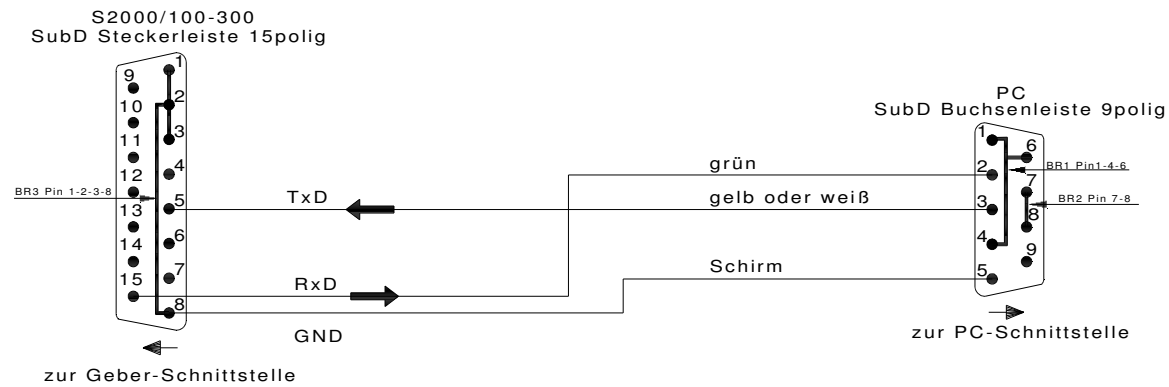 S2000/100-300
SubD Steckerleiste 15polig
PC
SubD Buchsenleiste 9polig
1
9
2
10
3
11
4
12
5
13
6
14
7
15
8
BR3 Pin 1-2-3-8
TxD
RxD
GND
grün
gelb oder weiß
Schirm
1
6
2
7
3
8
4
9
5
BR1 Pin1-4-6
BR2 Pin 7-8
zur Geber-Schnittstelle
zur PC-Schnittstelle